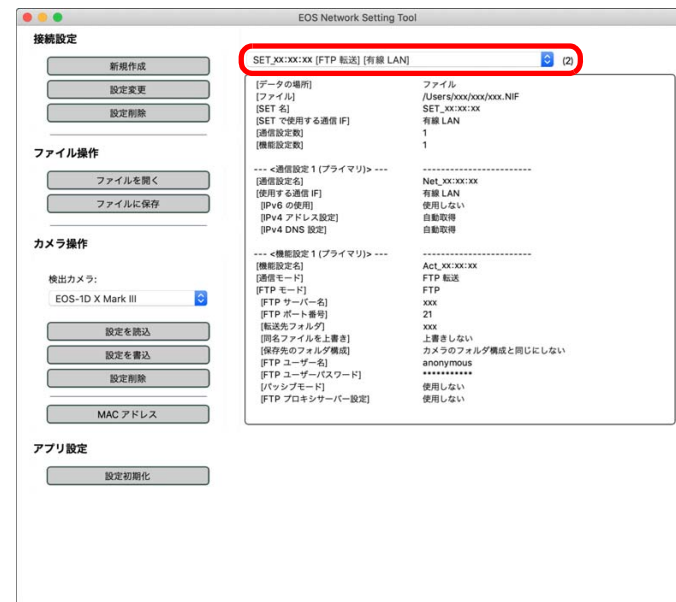 EOS Network Setting Tool
接続設定
新規作成
設定変更
設定削除
ファイル操作
ファイルを開く
ファイルに保存
カメラ操作
検出カメラ:
EOS-1D X Mark III
設定を読込
設定を書込
設定削除
MAC アドレス
アプリ設定
設定初期化
SET_xx:xx:xx [FTP 転送] [有線 LAN] (2)
[データの場所] ファイル
[ファイル] /Users/xxx/xxx/xxx.NIF
[SET 名] SET_xx:xx:xx
[SET で使用する通信 IF] 有線 LAN
[通信設定数] 1
[機能設定数] 1
--- <通信設定 1 (プライマリ)> --- ------------------------
[通信設定名] Net_xx:xx:xx
[使用する通信 IF] 有線 LAN
[IPv6 の使用] 使用しない
[IPv4 アドレス設定] 自動取得
[IPv4 DNS 設定] 自動取得
--- <機能設定 1 (プライマリ)> --- ------------------------
[機能設定名] Act_xx:xx:xx
[通信モード] FTP 転送
[FTP モード] FTP
[FTP サーバー名] xxx
[FTP ポート番号] 21
[転送先フォルダ] xxx
[同名ファイルを上書き] 上書きしない
[保存先のフォルダ構成] カメラのフォルダ構成と同じにしない
[FTP ユーザー名] anonymous
[FTP ユーザーパスワード] ***********
[パッシブモード] 使用しない
[FTP プロキシサーバー設定] 使用しない